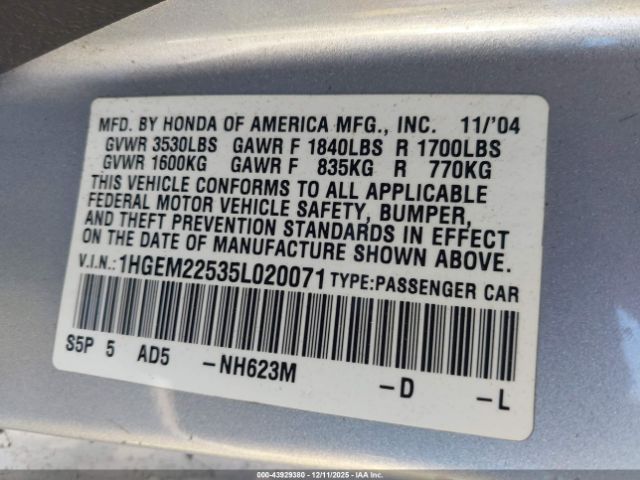 MFD. BY HONDA OF AMERICA MFG., INC. 11/'04
GVWR 3530LBS GAWR F 1840LBS R 1700LBS
GVWR 1600KG GAWR F 835KG R 770KG
THIS VEHICLE CONFORMS TO ALL APPLICABLE
FEDERAL MOTOR VEHICLE SAFETY, BUMPER,
AND THEFT PREVENTION STANDARDS IN EFFECT
ON THE DATE OF MANUFACTURE SHOWN ABOVE.
V.I.N.:1HGEM22535L020071 TYPE:PASSENGER CAR
S5P 5 AD5 -NH623M -D -L
000-43929380 - 12/11/2025 - IAAI.COM